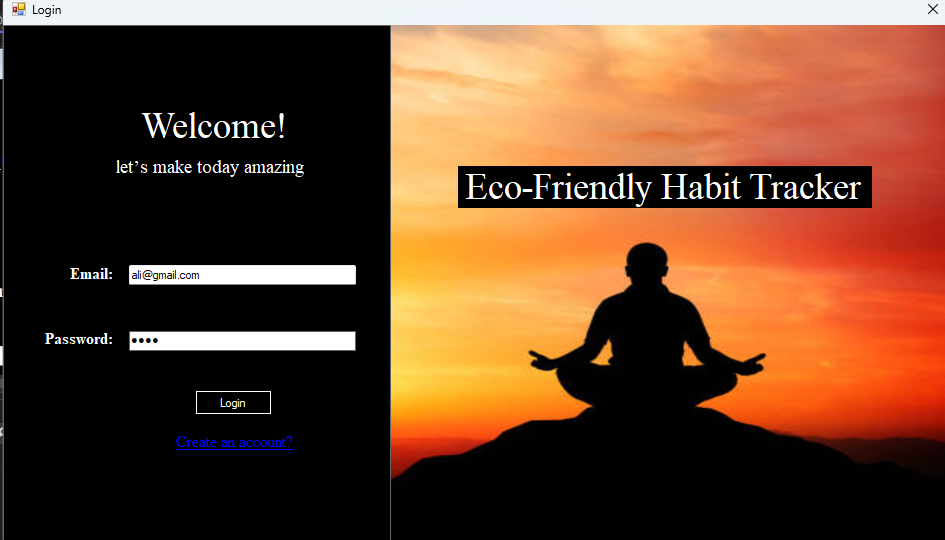 Login
Welcome!
let's make today amazing
Eco-Friendly Habit Tracker
Email:
ali@gmail.com
Password:
••••
Login
Create an account?